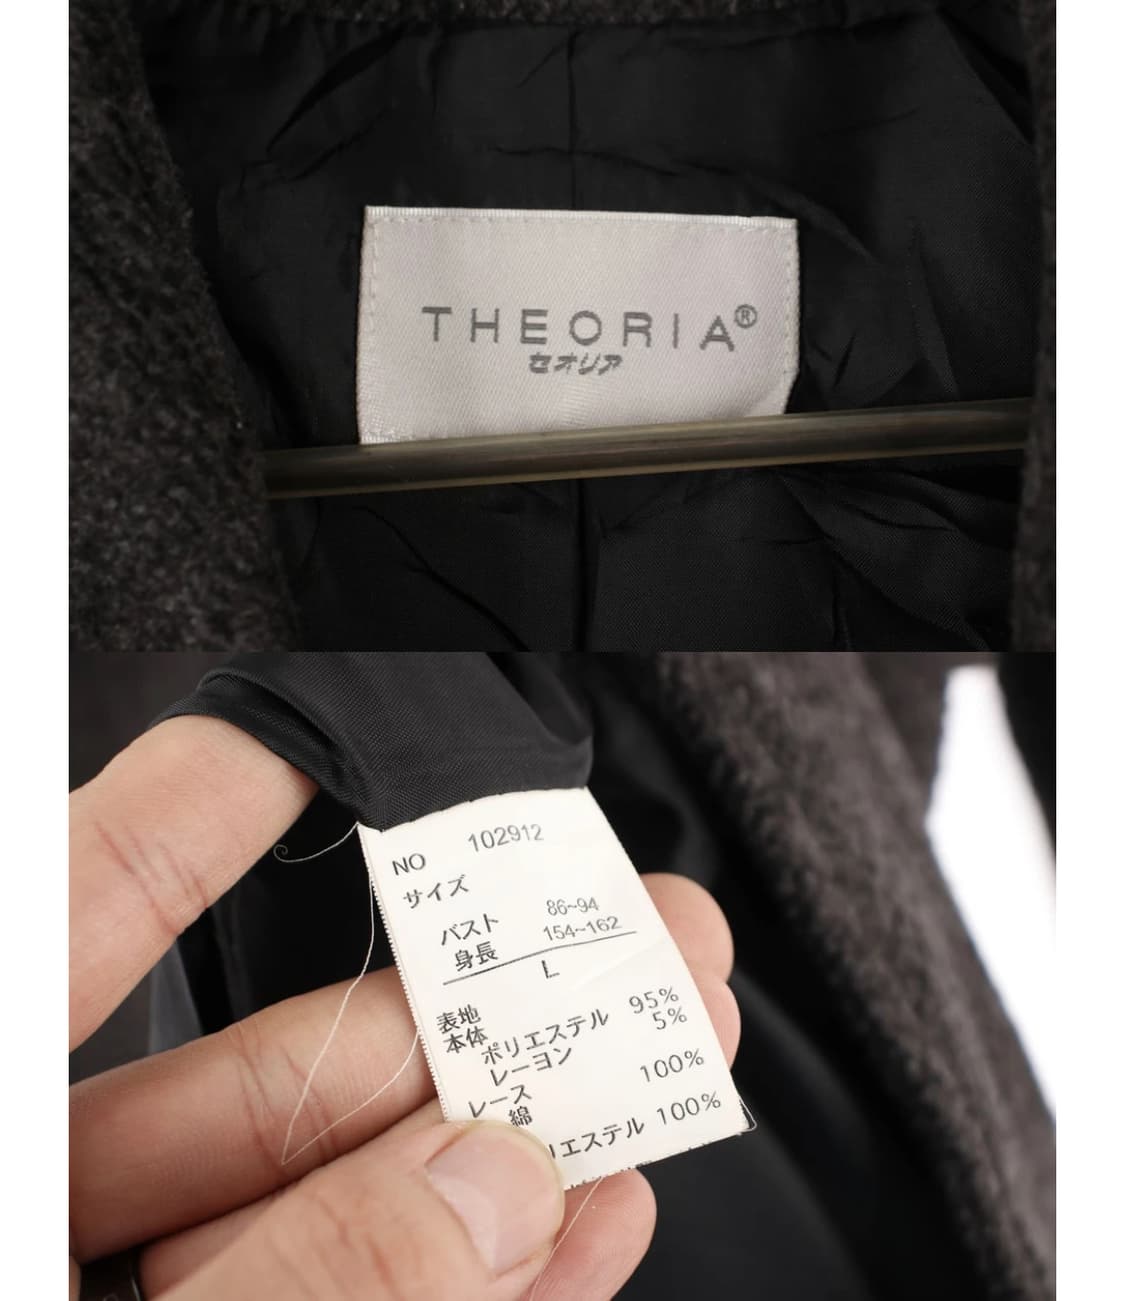 THEORIA®
セオリア
NO 102912
サイズ
バスト 86~94
身長 154~162
L
表地
本体
ポリエステル 95%
レーヨン 5%
レース
綿 100%
リエステル 100%